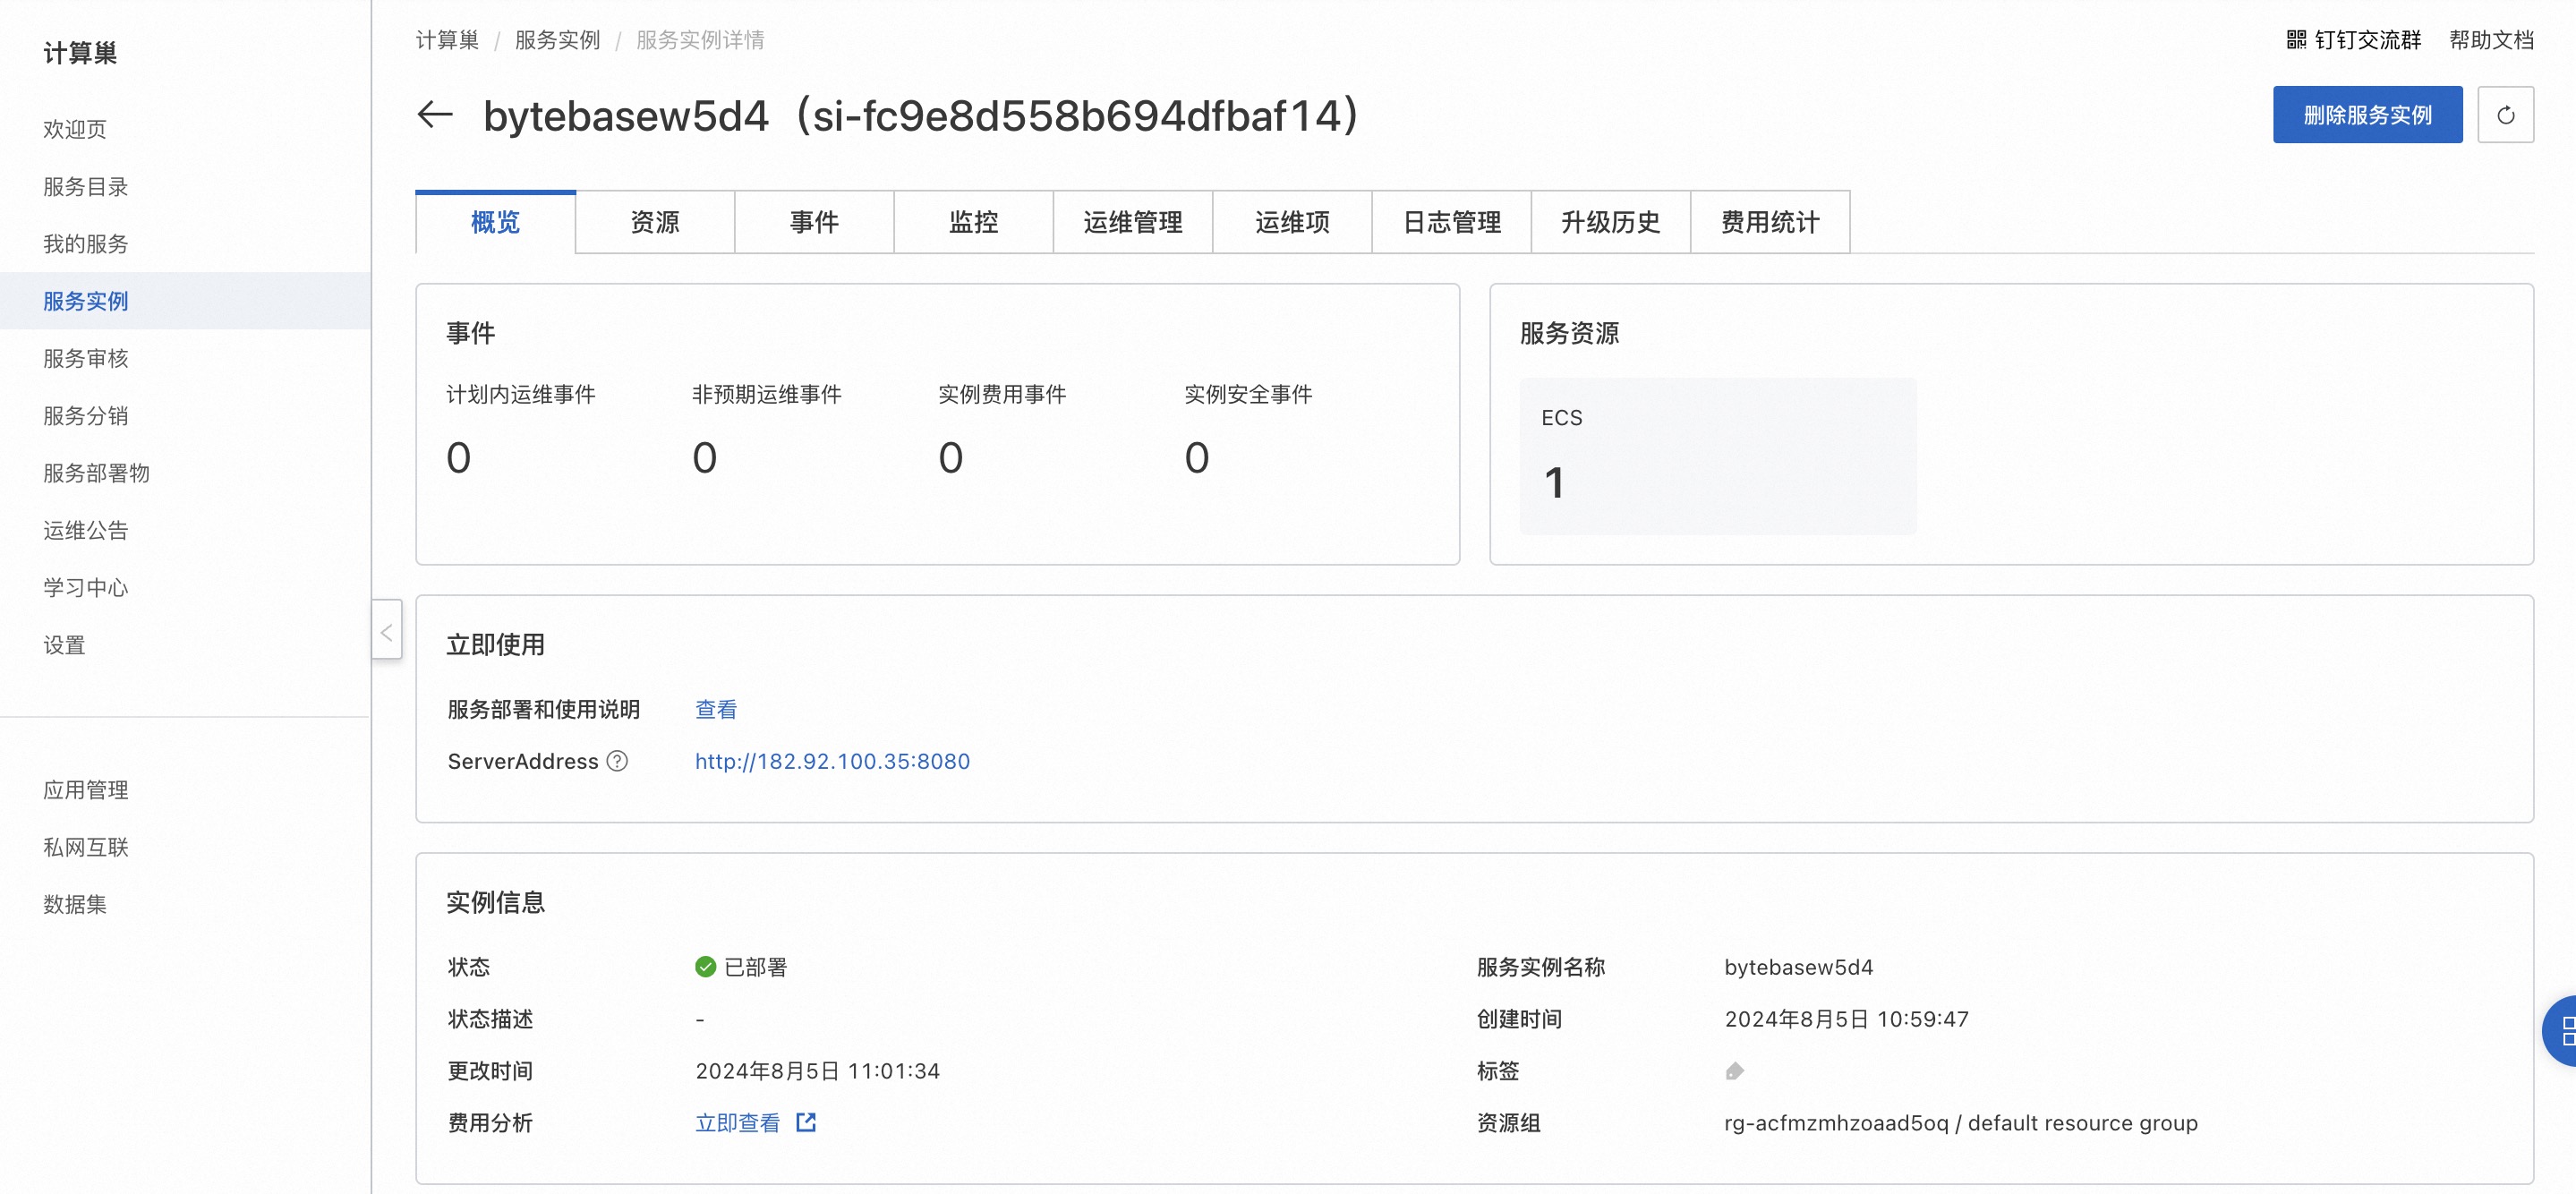 计算巢
欢迎页
服务目录
我的服务
服务实例
服务审核
服务分销
服务部署物
运维公告
学习中心
设置
应用管理
私网互联
数据集
计算巢 / 服务实例 / 服务实例详情
钉钉交流群 帮助文档
bytebasew5d4（si-fc9e8d558b694dfbaf14）
删除服务实例
概览 资源 事件 监控 运维管理 运维项 日志管理 升级历史 费用统计
事件
计划内运维事件 非预期运维事件 实例费用事件 实例安全事件
0 0 0 0
服务资源
ECS
1
立即使用
服务部署和使用说明 查看
ServerAddress http://182.92.100.35:8080
实例信息
状态 已部署 服务实例名称 bytebasew5d4
状态描述 - 创建时间 2024年8月5日 10:59:47
更改时间 2024年8月5日 11:01:34 标签
费用分析 立即查看 资源组 rg-acfmzmhzoaad5oq / default resource group